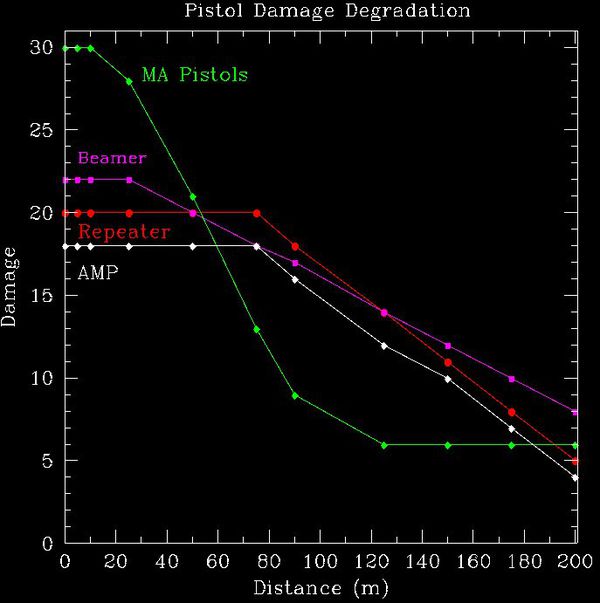 Pistol Damage Degradation
30
MA Pistols
25
Beamer
20
Repeater
AMP
Damage
15
10
5
0
0 20 40 60 80 100 120 140 160 180 200
Distance (m)